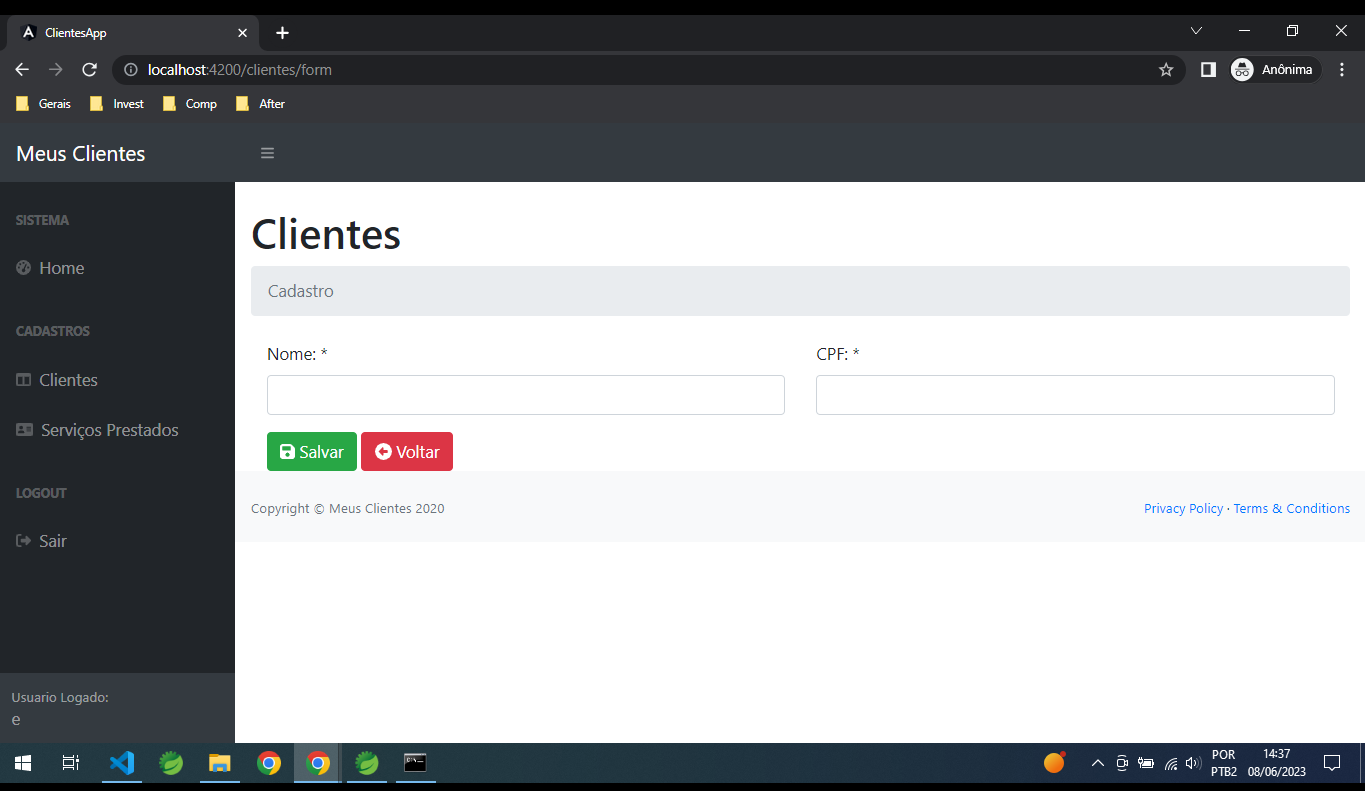 ClientesApp
localhost:4200/clientes/form
Anônima
Gerais
Invest
Comp
After
Meus Clientes
SISTEMA
Home
CADASTROS
Clientes
Serviços Prestados
LOGOUT
Sair
Usuario Logado:
e
Clientes
Cadastro
Nome: *
CPF: *
Salvar
Voltar
Copyright © Meus Clientes 2020
Privacy Policy · Terms & Conditions
POR
PTB2
14:37
08/06/2023